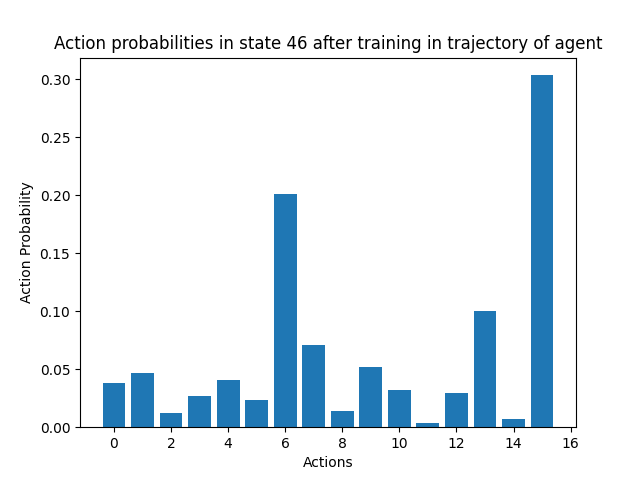 Action probabilities in state 46 after training in trajectory of agent
0.30
0.25
0.20
0.15
0.10
0.05
0.00
Action Probability
0 2 4 6 8 10 12 14 16
Actions